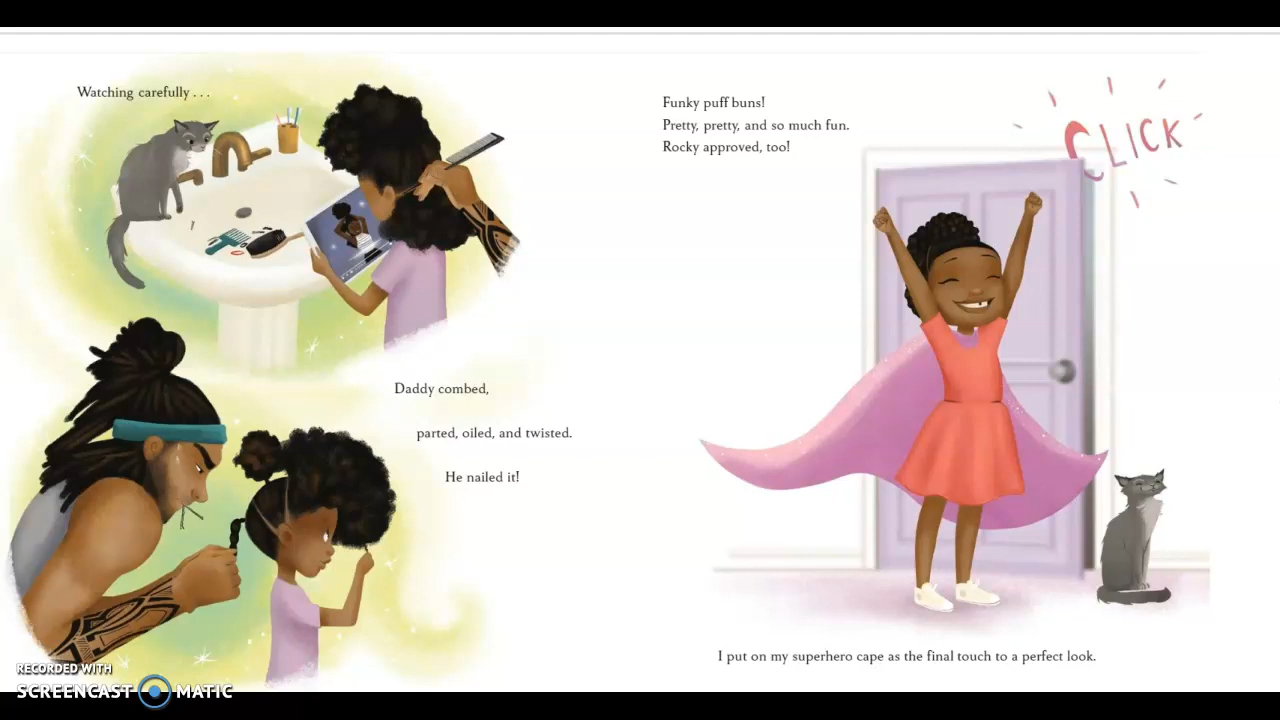 Watching carefully . . .
Daddy combed,
parted, oiled, and twisted.
He nailed it!
Funky puff buns!
Pretty, pretty, and so much fun.
Rocky approved, too!
CLICK
I put on my superhero cape as the final touch to a perfect look.
RECORDED WITH
SCREENCAST MATIC